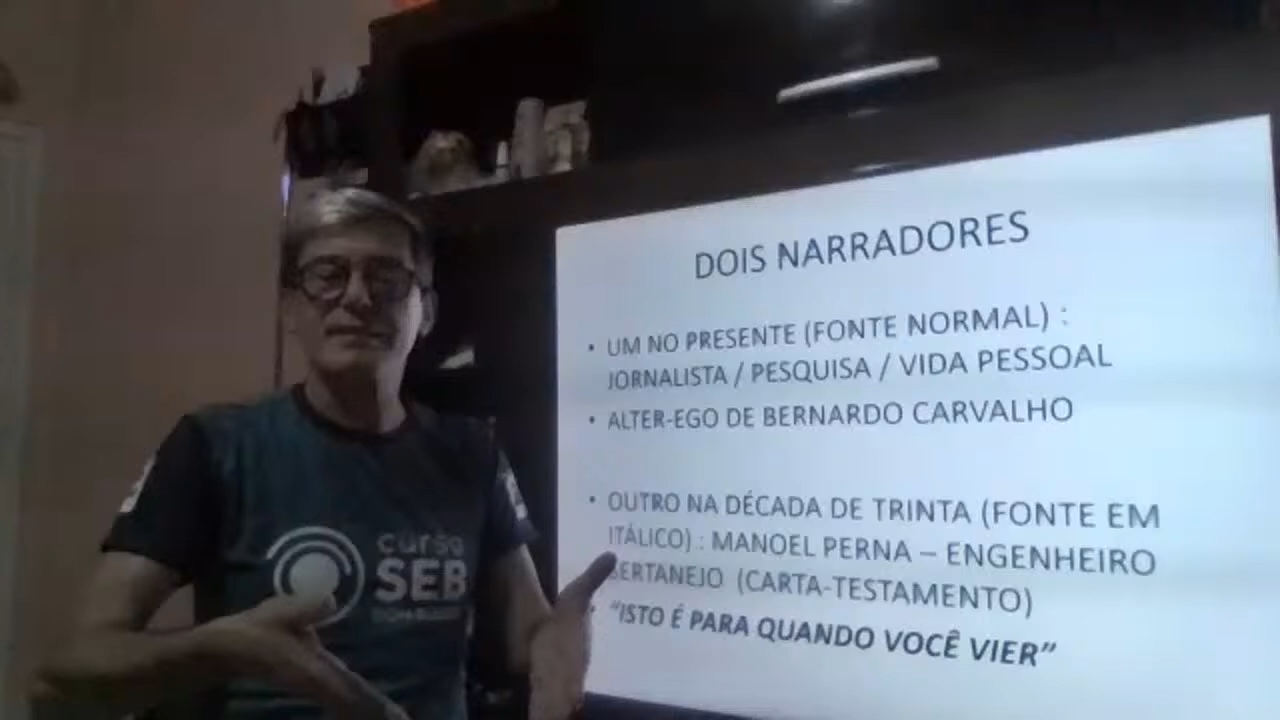 DOIS NARRADORES
• UM NO PRESENTE (FONTE NORMAL) :
JORNALISTA / PESQUISA / VIDA PESSOAL
• ALTER-EGO DE BERNARDO CARVALHO
• OUTRO NA DÉCADA DE TRINTA (FONTE EM
ITÁLICO) : MANOEL PERNA – ENGENHEIRO
SERTANEJO (CARTA-TESTAMENTO)
• “ISTO É PARA QUANDO VOCÊ VIER”
curso
SEB